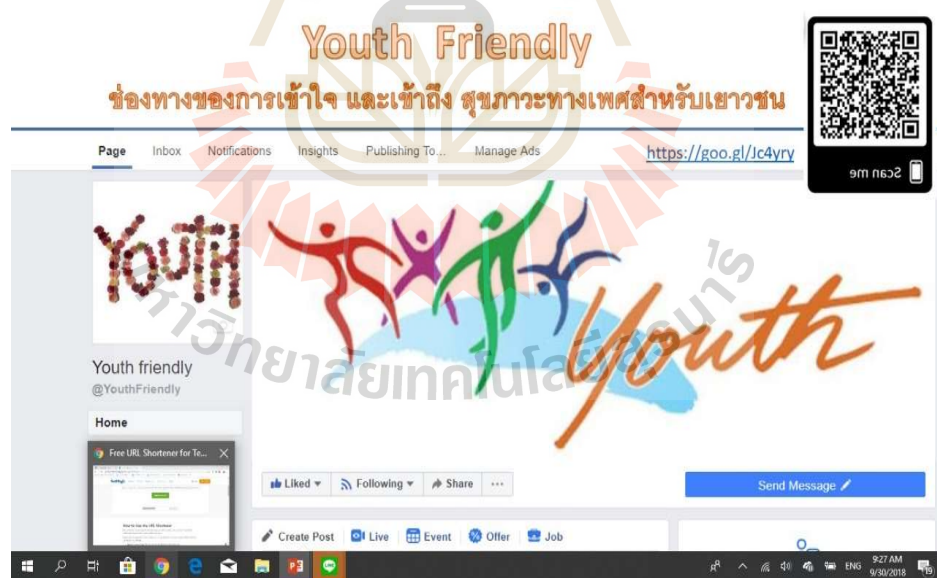 Youth Friendly
ช่องทางของการเข้าใจ และเข้าถึง สุขภาวะทางเพศสำหรับเยาวชน
Page Inbox Notifications Insights Publishing To... Manage Ads https://goo.gl/Jc4yry
Scan me
YOUTH
Youth
มหาวิทยาลัยเทคโนโลยีสุรนารี
Youth friendly
@YouthFriendly
Home
Free URL Shortener for Te...
Liked Following Share ...
Send Message
Create Post Live Event Offer Job
ENG
9:27 AM
9/30/2018
19